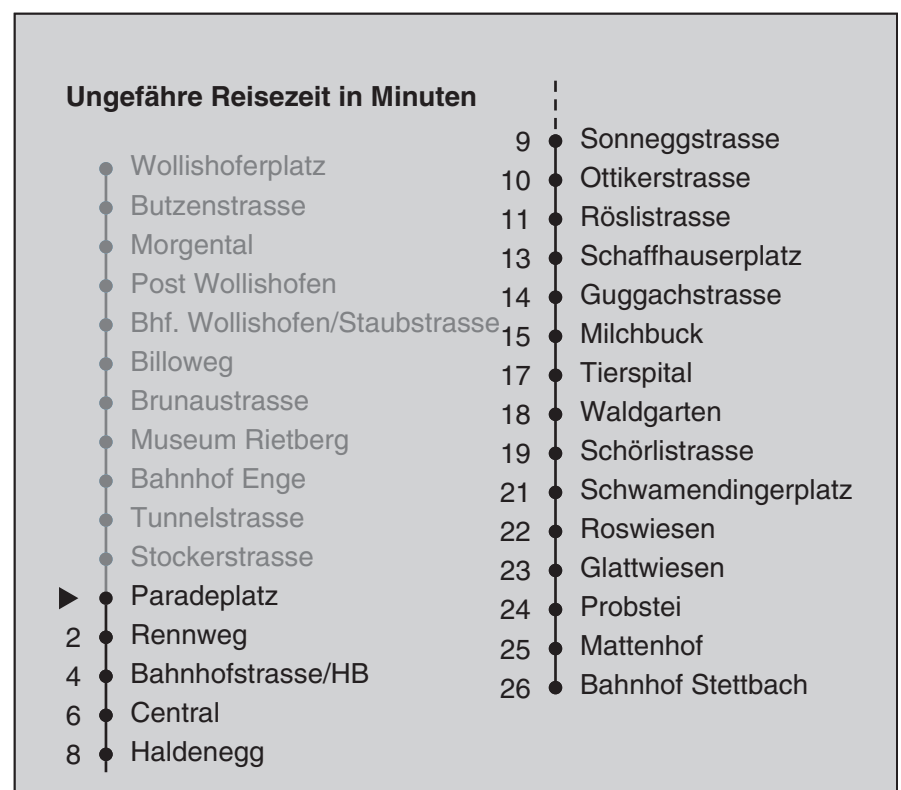 Ungefähre Reisezeit in Minuten
Wollishoferplatz
Butzenstrasse
Morgental
Post Wollishofen
Bhf. Wollishofen/Staubstrasse
Billoweg
Brunaustrasse
Museum Rietberg
Bahnhof Enge
Tunnelstrasse
Stockerstrasse
Paradeplatz
2 Rennweg
4 Bahnhofstrasse/HB
6 Central
8 Haldenegg
9 Sonneggstrasse
10 Ottikerstrasse
11 Röslistrasse
13 Schaffhauserplatz
14 Guggachstrasse
15 Milchbuck
17 Tierspital
18 Waldgarten
19 Schörlistrasse
21 Schwamendingerplatz
22 Roswiesen
23 Glattwiesen
24 Probstei
25 Mattenhof
26 Bahnhof Stettbach